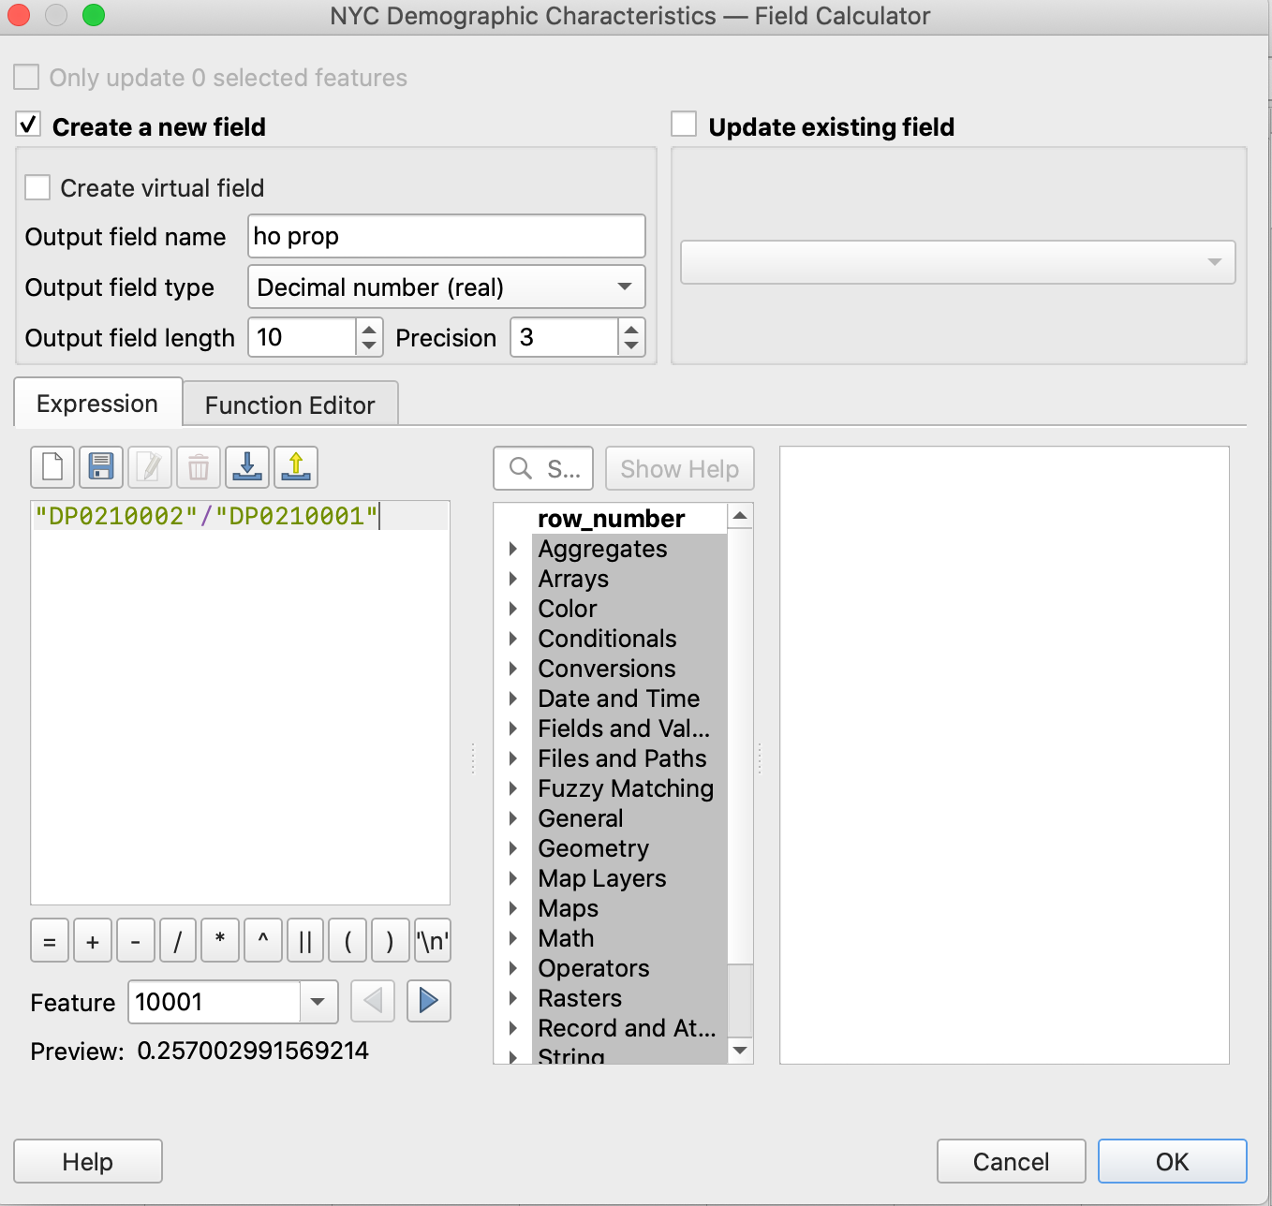 NYC Demographic Characteristics — Field Calculator
Only update 0 selected features
Create a new field
Update existing field
Create virtual field
Output field name ho prop
Output field type Decimal number (real)
Output field length 10 Precision 3
Expression Function Editor
S... Show Help
"DP0210002"/"DP0210001"
row_number
Aggregates
Arrays
Color
Conditionals
Conversions
Date and Time
Fields and Val...
Files and Paths
Fuzzy Matching
General
Geometry
Map Layers
Maps
Math
Operators
Rasters
Record and At...
String
= + - / * ^ || ( ) '\n'
Feature 10001
Preview: 0.257002991569214
Help Cancel OK